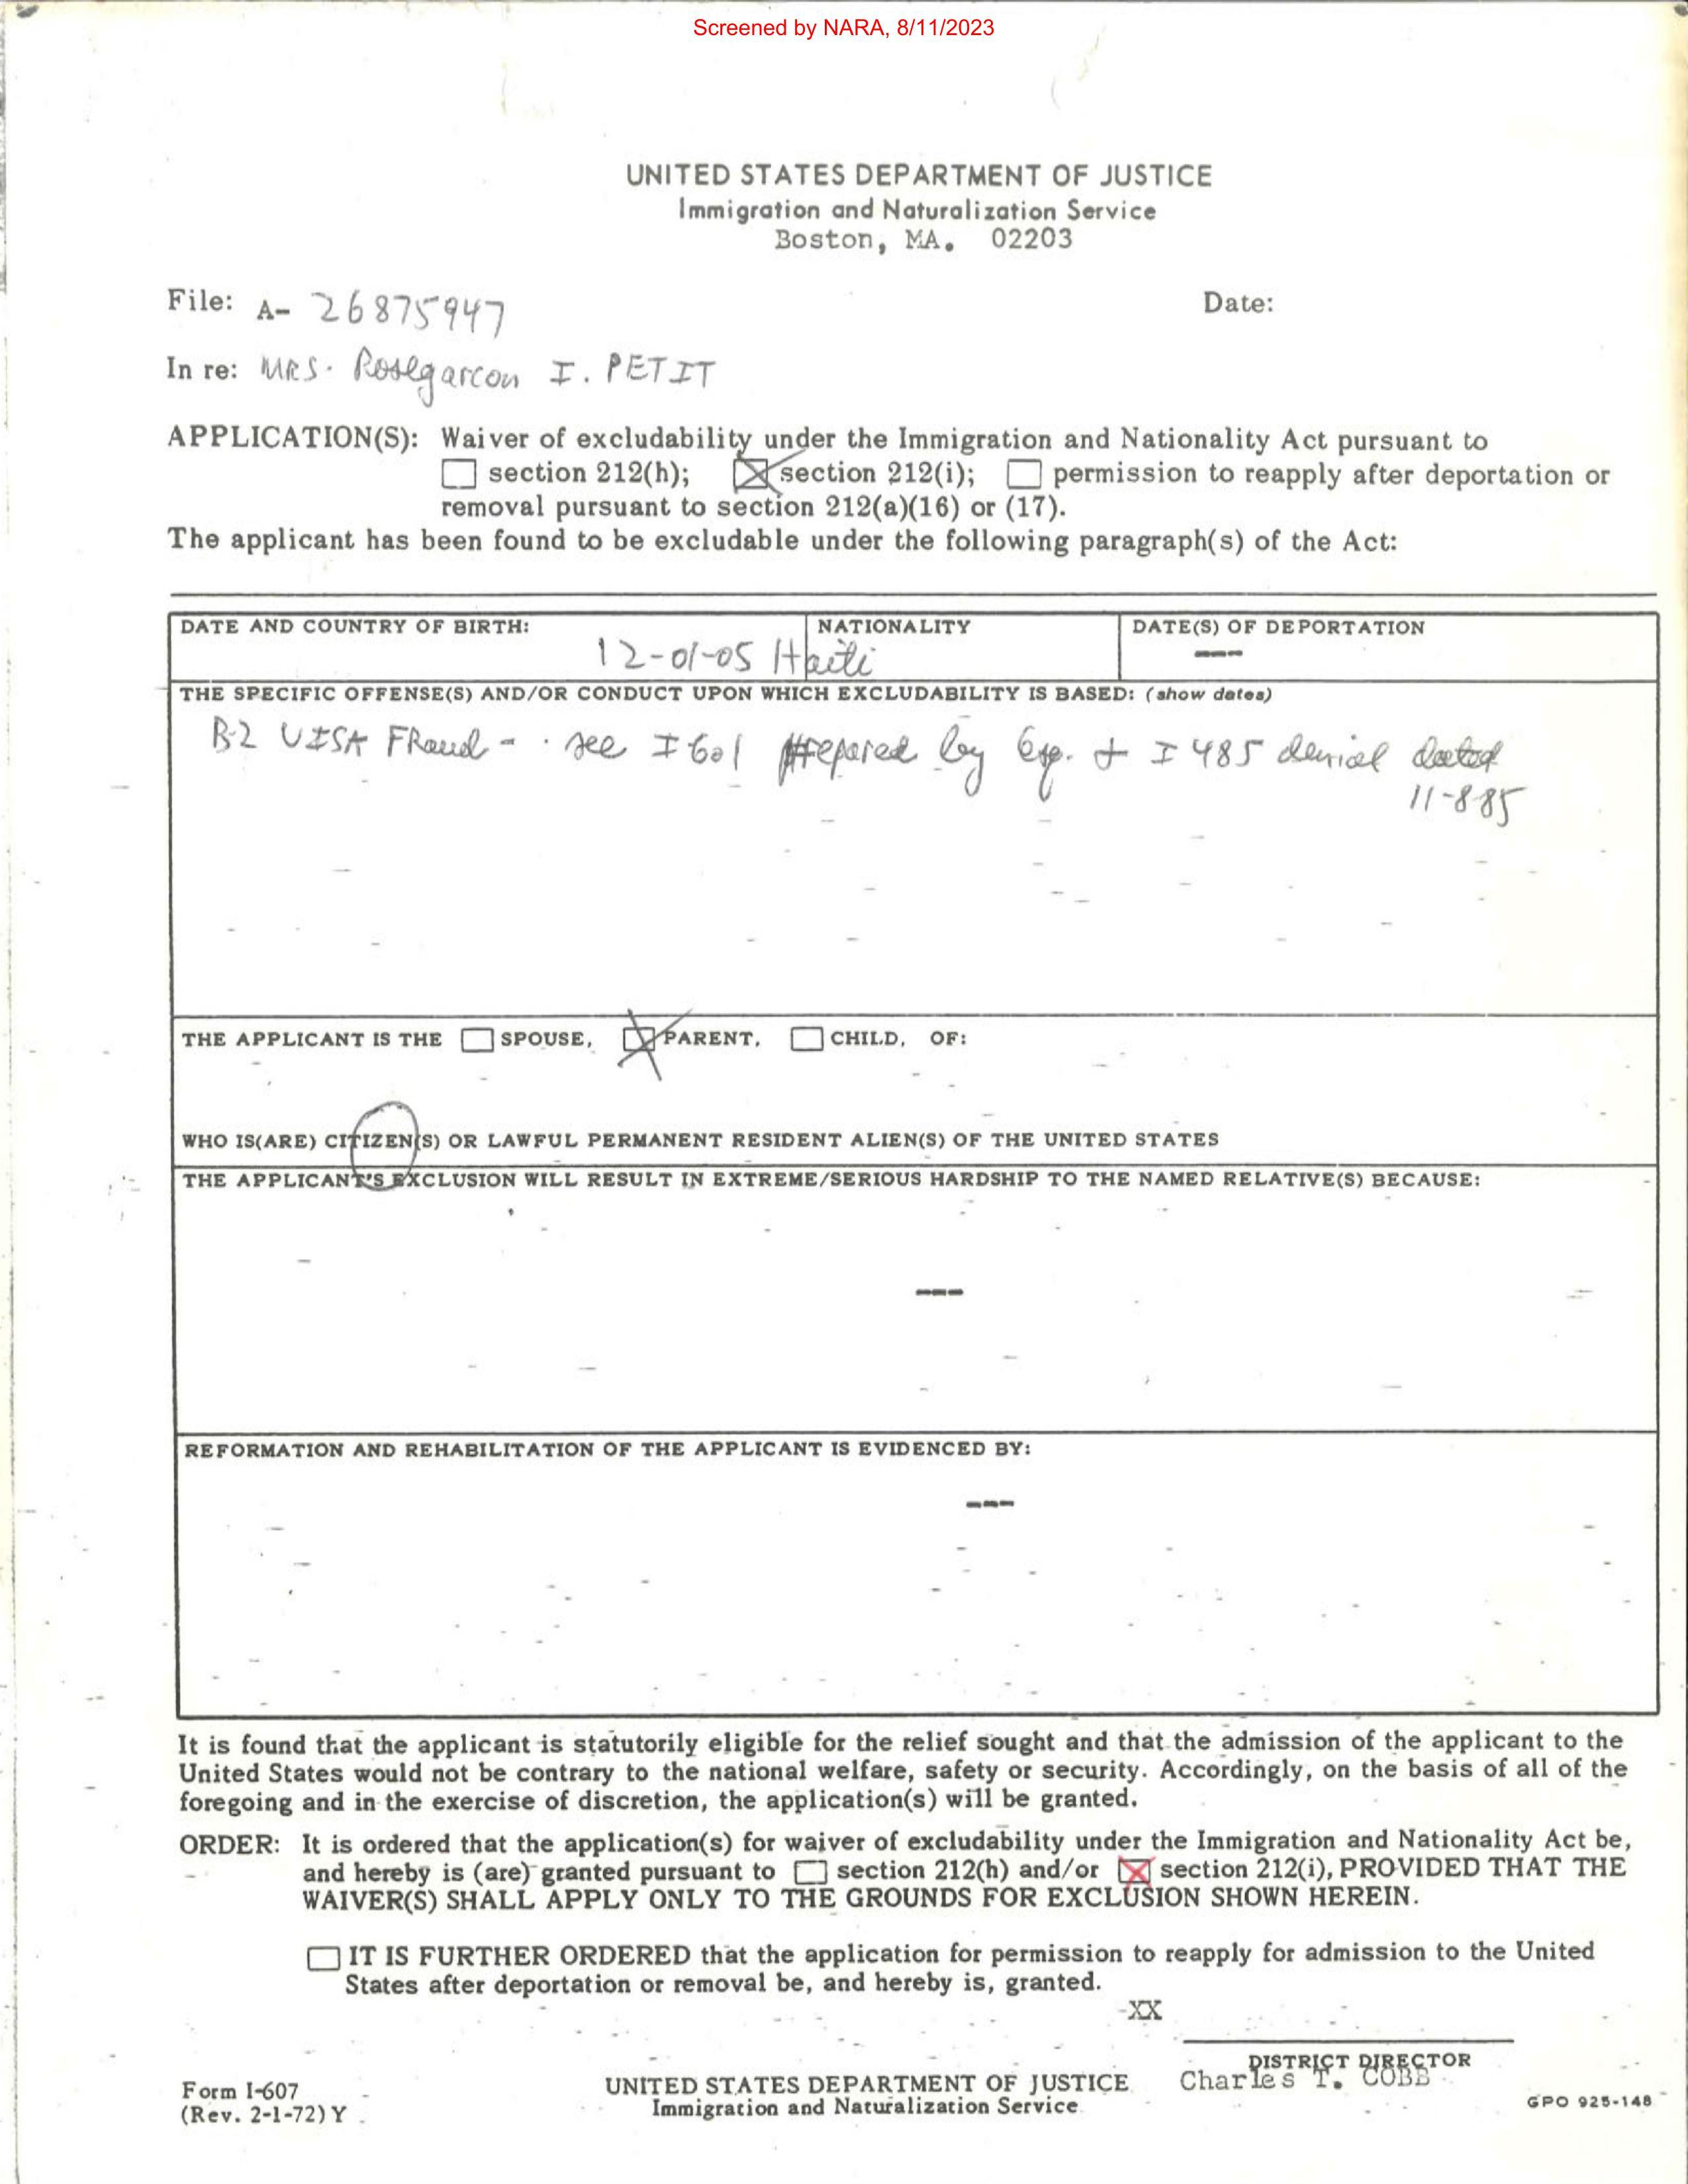 Screened by NARA, 8/11/2023
UNITED STATES DEPARTMENT OF JUSTICE
Immigration and Naturalization Service
Boston, MA. 02203
File: A- 26875947
Date:
In re: MRS. Rosegarcon I. PETIT
APPLICATION(S): Waiver of excludability under the Immigration and Nationality Act pursuant to
section 212(h); section 212(i); permission to reapply after deportation or
removal pursuant to section 212(a)(16) or (17).
The applicant has been found to be excludable under the following paragraph(s) of the Act:
DATE AND COUNTRY OF BIRTH: NATIONALITY DATE(S) OF DEPORTATION
12-01-05 Haiti ---
THE SPECIFIC OFFENSE(S) AND/OR CONDUCT UPON WHICH EXCLUDABILITY IS BASED: (show dates)
B-2 VISA FRaud - . see I 601 prepared by + I 485 denial dated
11-8-85
THE APPLICANT IS THE SPOUSE, PARENT, CHILD, OF:
WHO IS(ARE) CITIZEN(S) OR LAWFUL PERMANENT RESIDENT ALIEN(S) OF THE UNITED STATES
THE APPLICANT'S EXCLUSION WILL RESULT IN EXTREME/SERIOUS HARDSHIP TO THE NAMED RELATIVE(S) BECAUSE:
---
REFORMATION AND REHABILITATION OF THE APPLICANT IS EVIDENCED BY:
---
It is found that the applicant is statutorily eligible for the relief sought and that the admission of the applicant to the
United States would not be contrary to the national welfare, safety or security. Accordingly, on the basis of all of the
foregoing and in the exercise of discretion, the application(s) will be granted.
ORDER: It is ordered that the application(s) for waiver of excludability under the Immigration and Nationality Act be,
and hereby is (are) granted pursuant to section 212(h) and/or section 212(i), PROVIDED THAT THE
WAIVER(S) SHALL APPLY ONLY TO THE GROUNDS FOR EXCLUSION SHOWN HEREIN.
IT IS FURTHER ORDERED that the application for permission to reapply for admission to the United
States after deportation or removal be, and hereby is, granted.
-XX
DISTRICT DIRECTOR
Charles T. COBB
Form I-607
(Rev. 2-1-72) Y
UNITED STATES DEPARTMENT OF JUSTICE
Immigration and Naturalization Service
GPO 925-148